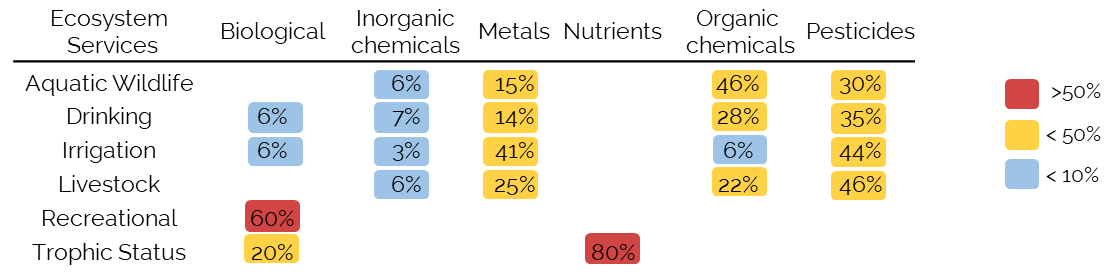 Ecosystem Services Biological Inorganic chemicals Metals Nutrients Organic chemicals Pesticides
Aquatic Wildlife 6% 15% 46% 30%
Drinking 6% 7% 14% 28% 35%
Irrigation 6% 3% 41% 6% 44%
Livestock 6% 25% 22% 46%
Recreational 60%
Trophic Status 20% 80%
>50%
< 50%
< 10%